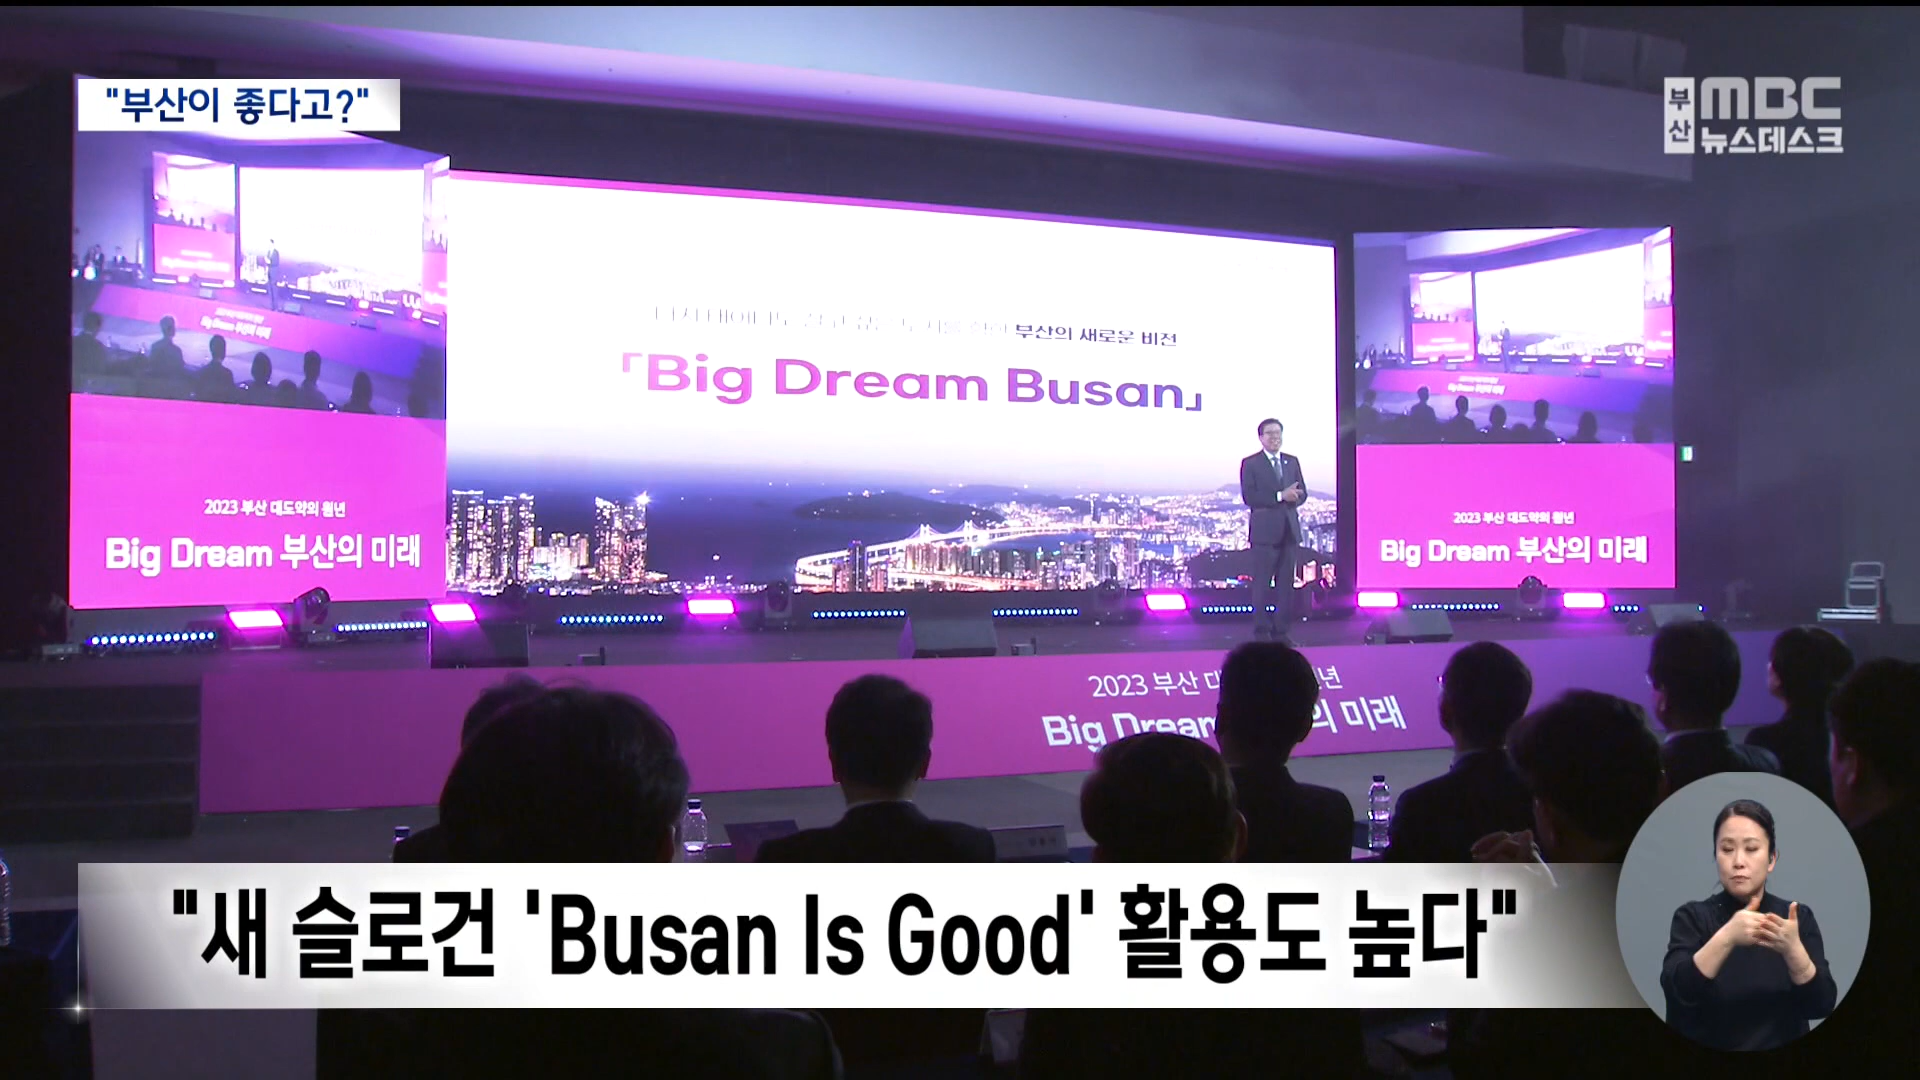 "부산이 좋다고?"
부산
MBC
뉴스데스크
부산의 새로운 비전
「Big Dream Busan」
2023 부산 대도약의 원년
Big Dream 부산의 미래
2023 부산 대도약의 원년
Big Dream 부산의 미래
2023 부산 대 년
Big Dream 의 미래
"새 슬로건 'Busan Is Good' 활용도 높다"